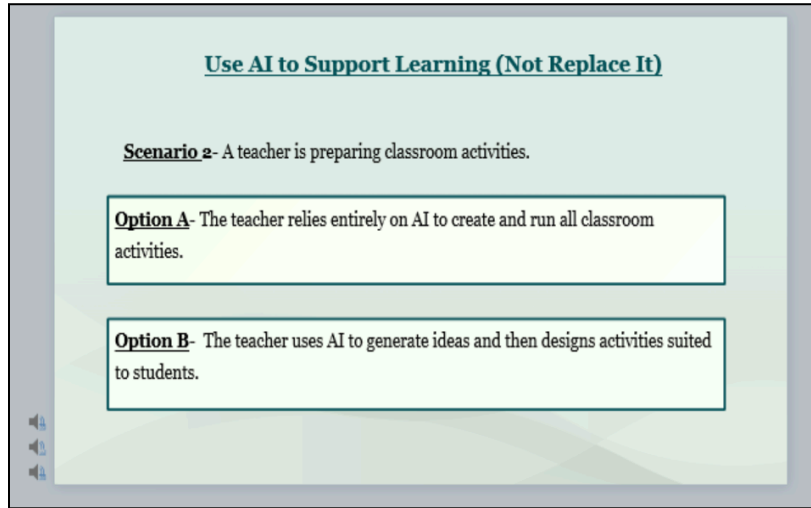 Use AI to Support Learning (Not Replace It)
Scenario 2- A teacher is preparing classroom activities.
Option A- The teacher relies entirely on AI to create and run all classroom
activities.
Option B-  The teacher uses AI to generate ideas and then designs activities suited
to students.